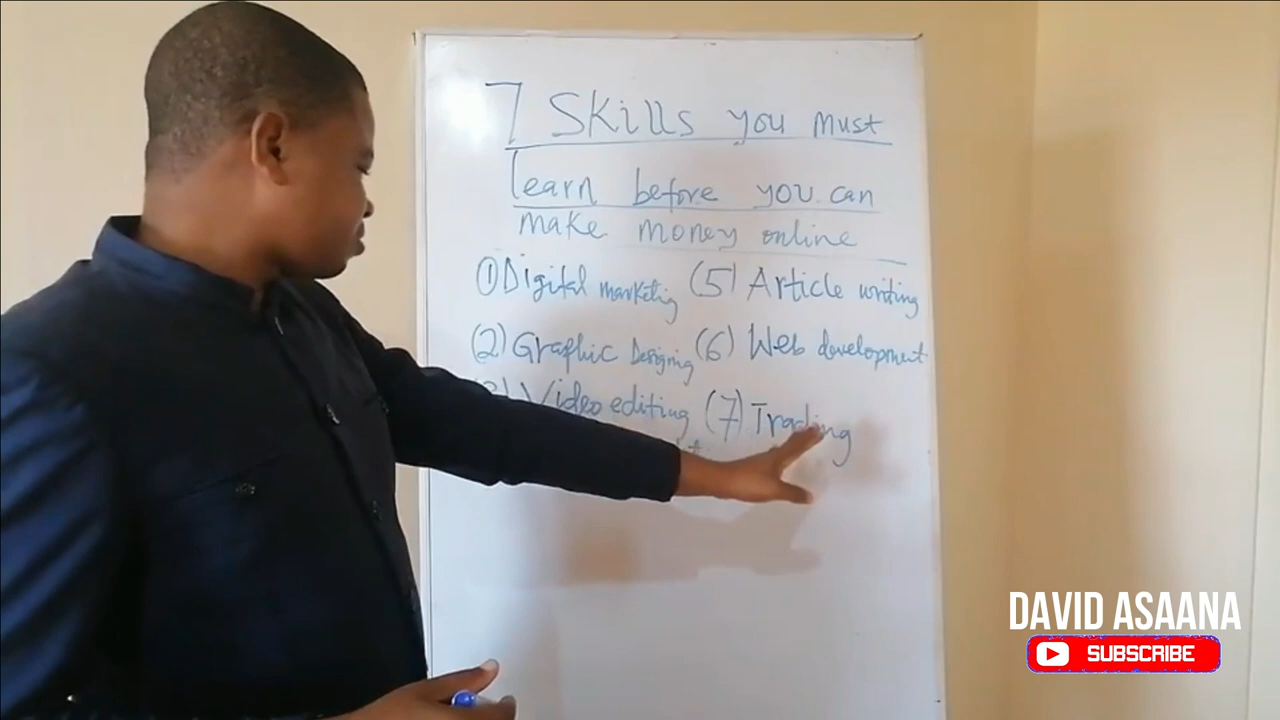 7 Skills you must
learn before you can
make money online
(1) Digital marketing
(2) Graphic Designing
Video editing
(5) Article writing
(6) Web development
(7) Trading
DAVID ASAANA
SUBSCRIBE